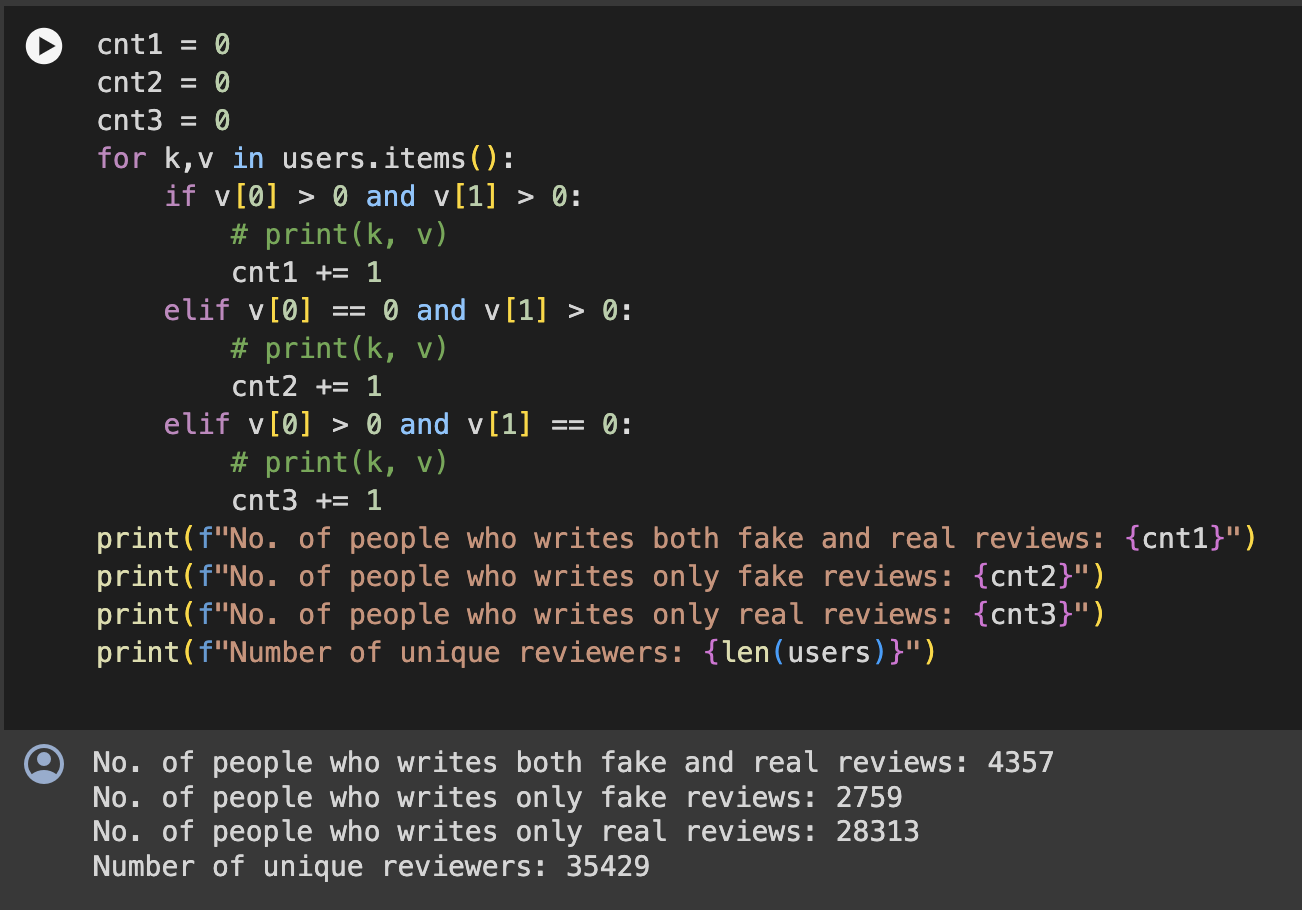 cnt1 = 0
cnt2 = 0
cnt3 = 0
for k,v in users.items():
    if v[0] > 0 and v[1] > 0:
        # print(k, v)
        cnt1 += 1
    elif v[0] == 0 and v[1] > 0:
        # print(k, v)
        cnt2 += 1
    elif v[0] > 0 and v[1] == 0:
        # print(k, v)
        cnt3 += 1
print(f"No. of people who writes both fake and real reviews: {cnt1}")
print(f"No. of people who writes only fake reviews: {cnt2}")
print(f"No. of people who writes only real reviews: {cnt3}")
print(f"Number of unique reviewers: {len(users)}")
No. of people who writes both fake and real reviews: 4357
No. of people who writes only fake reviews: 2759
No. of people who writes only real reviews: 28313
Number of unique reviewers: 35429